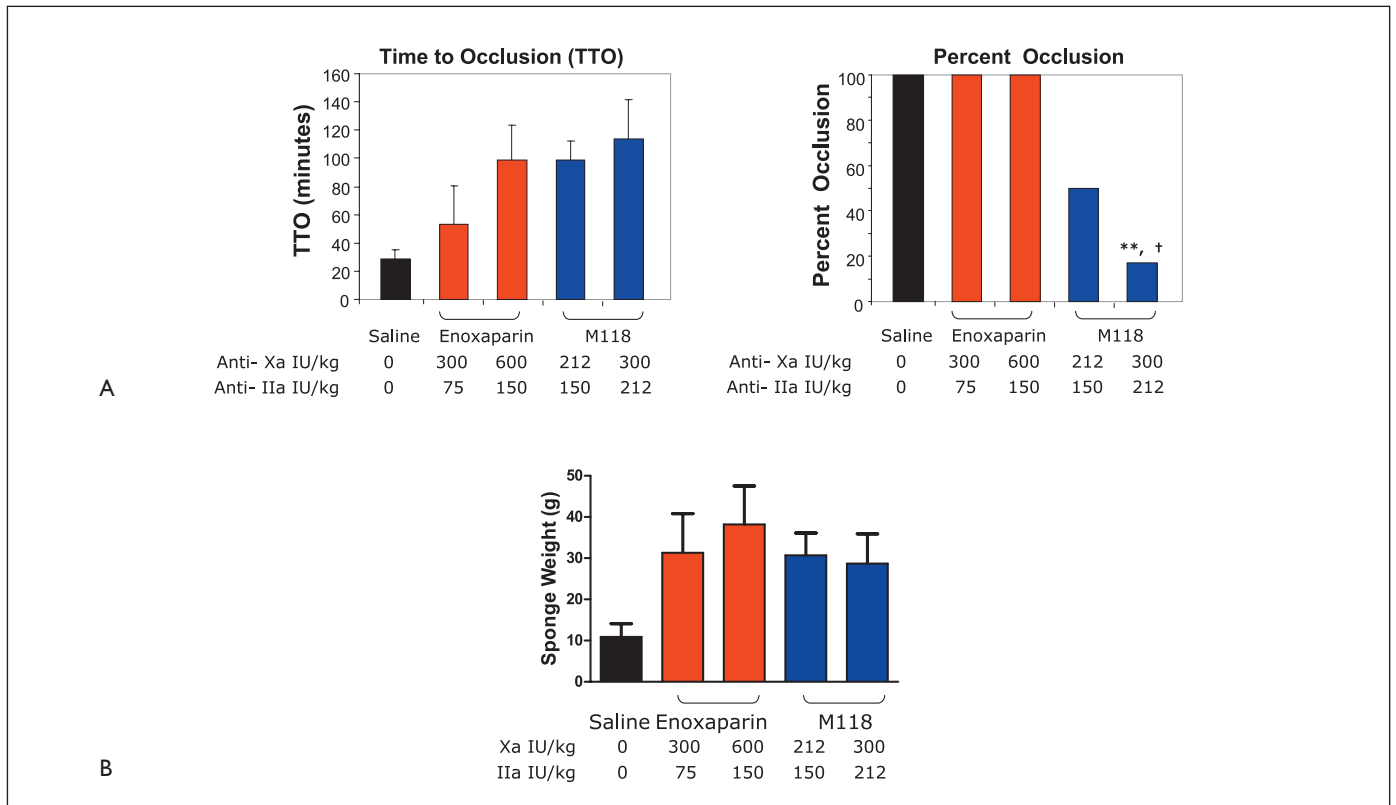 Time to Occlusion (TTO)
TTO (minutes)
160
140
120
100
80
60
40
20
0
Saline Enoxaparin M118
Anti- Xa IU/kg 0 300 600 212 300
Anti- IIa IU/kg 0 75 150 150 212
Percent Occlusion
Percent Occlusion
100
80
60
40
20
0
**, †
Saline Enoxaparin M118
Anti- Xa IU/kg 0 300 600 212 300
Anti- IIa IU/kg 0 75 150 150 212
A
Sponge Weight (g)
50
40
30
20
10
0
Saline Enoxaparin M118
Xa IU/kg 0 300 600 212 300
IIa IU/kg 0 75 150 150 212
B